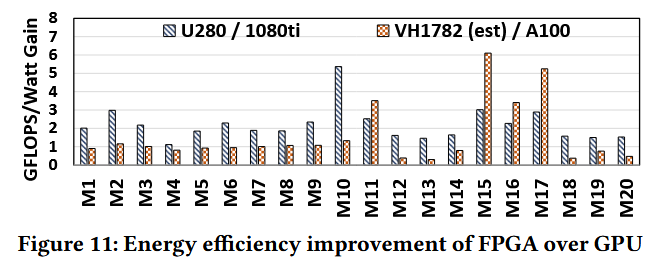 U280 / 1080ti
VH1782 (est) / A100
GFLOPS/Watt Gain
8
7
6
5
4
3
2
1
0
M1
M2
M3
M4
M5
M6
M7
M8
M9
M10
M11
M12
M13
M14
M15
M16
M17
M18
M19
M20
Figure 11: Energy efficiency improvement of FPGA over GPU